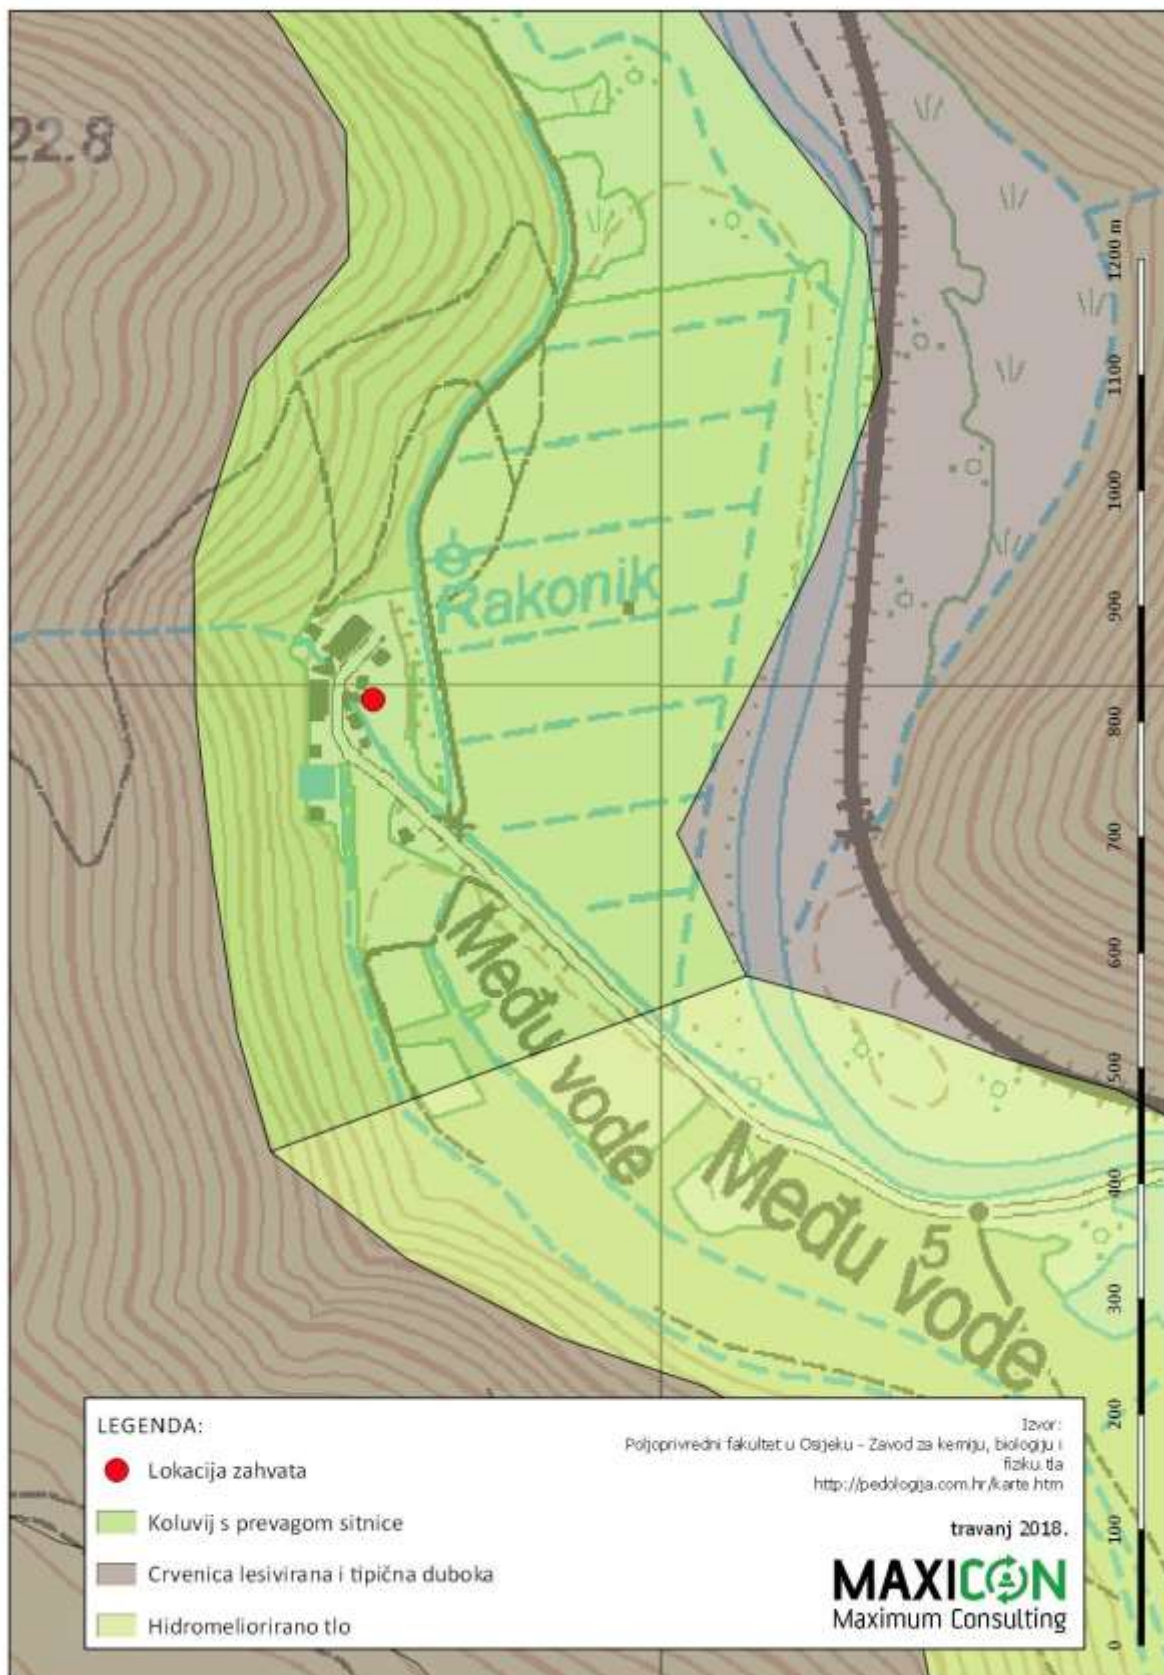 22.8
Rakonik
Među vode
Među vode
5
1200 m
1100
1000
900
800
700
600
500
400
300
200
100
0
LEGENDA:
Lokacija zahvata
Koluvij s prevagom sitnice
Crvenica lesivirana i tipična duboka
Hidromeliorirano tlo
Izvor:
Poljoprivredni fakultet u Osijeku - Zavod za kemiju, biologiju i
fiziku tla
http://pedologija.com.hr/karte.htm
travanj 2018.
MAXICON
Maximum Consulting